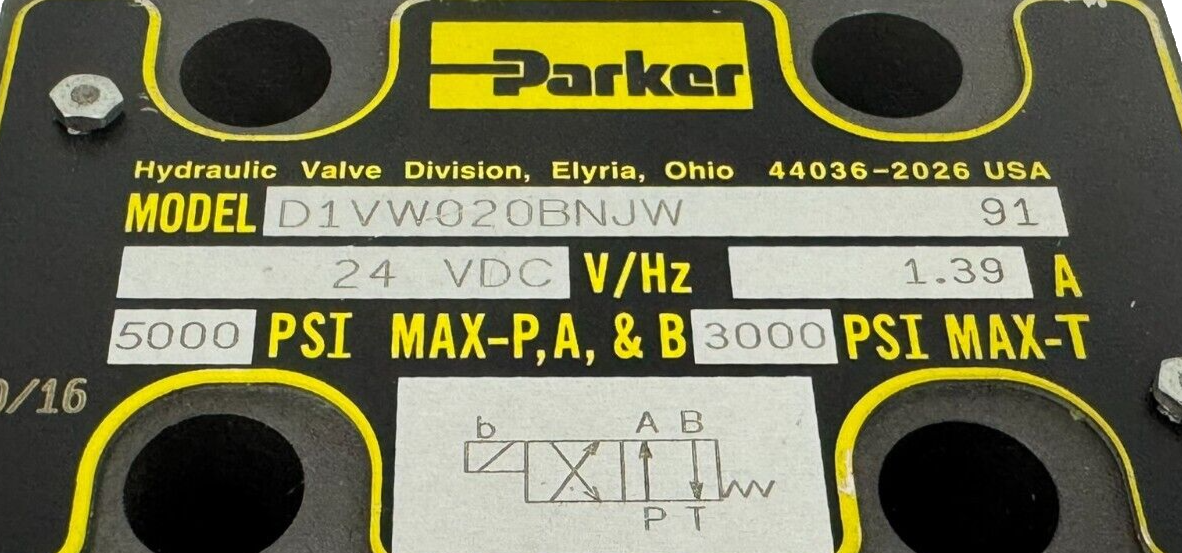 Parker
Hydraulic Valve Division, Elyria, Ohio 44036-2026 USA
MODEL D1VW020BNJW 91
24 VDC V/Hz 1.39 A
5000 PSI MAX-P, A, & B 3000 PSI MAX-T
/16
b A B
P T